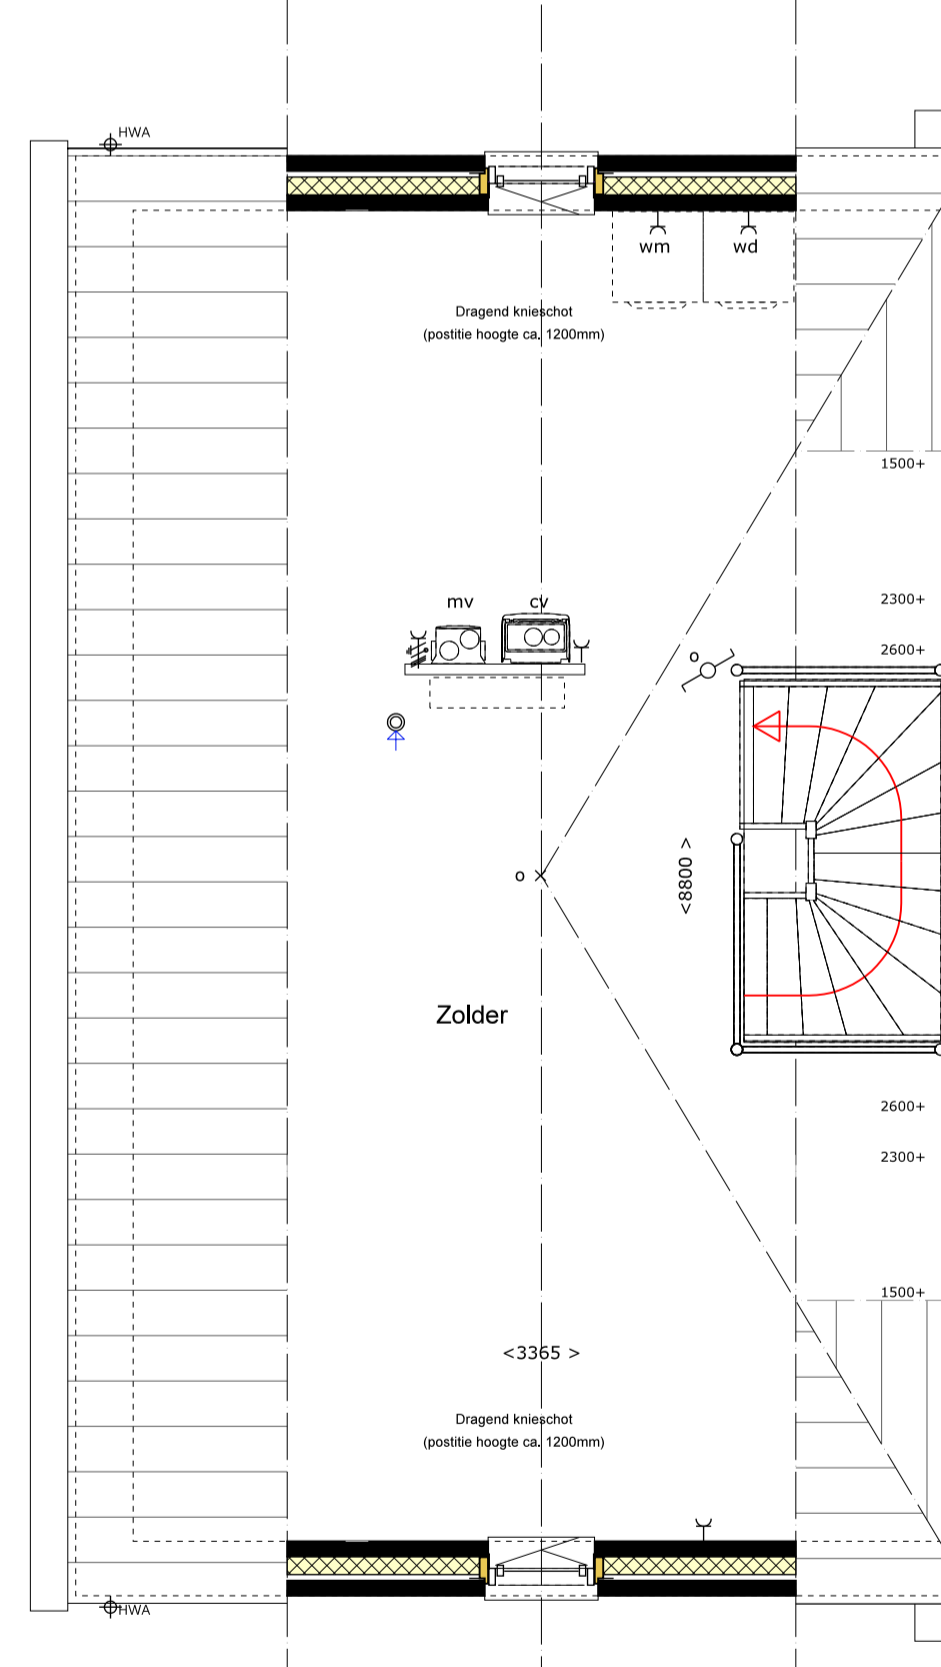 HWA
wm
wd
Dragend knieschot
(postitie hoogte ca. 1200mm)
1500+
2300+
mv
cv
2600+
o
<8800 >
o
Zolder
2600+
2300+
1500+
<3365 >
Dragend knieschot
(postitie hoogte ca. 1200mm)
HWA